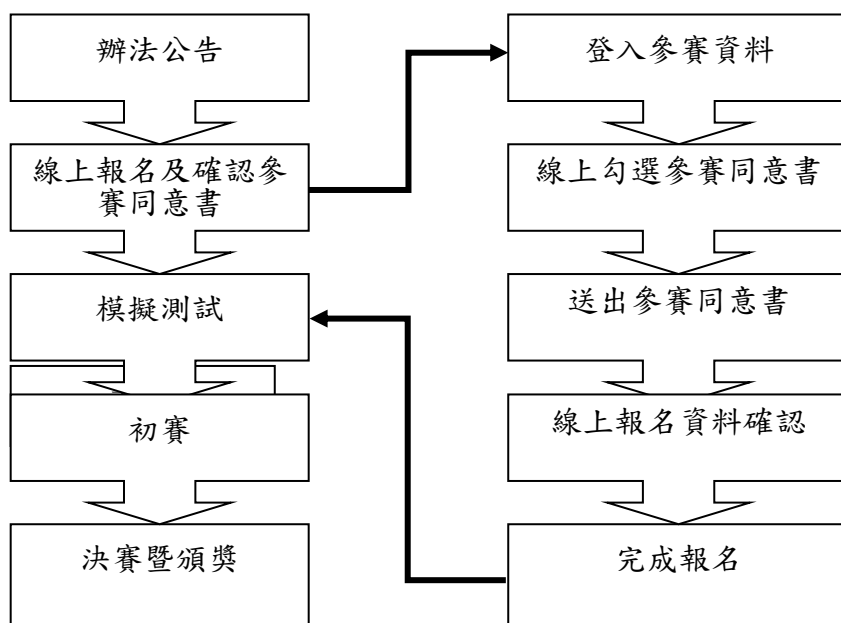 辦法公告
線上報名及確認參
賽同意書
模擬測試
初賽
決賽暨頒獎
登入參賽資料
線上勾選參賽同意書
送出參賽同意書
線上報名資料確認
完成報名